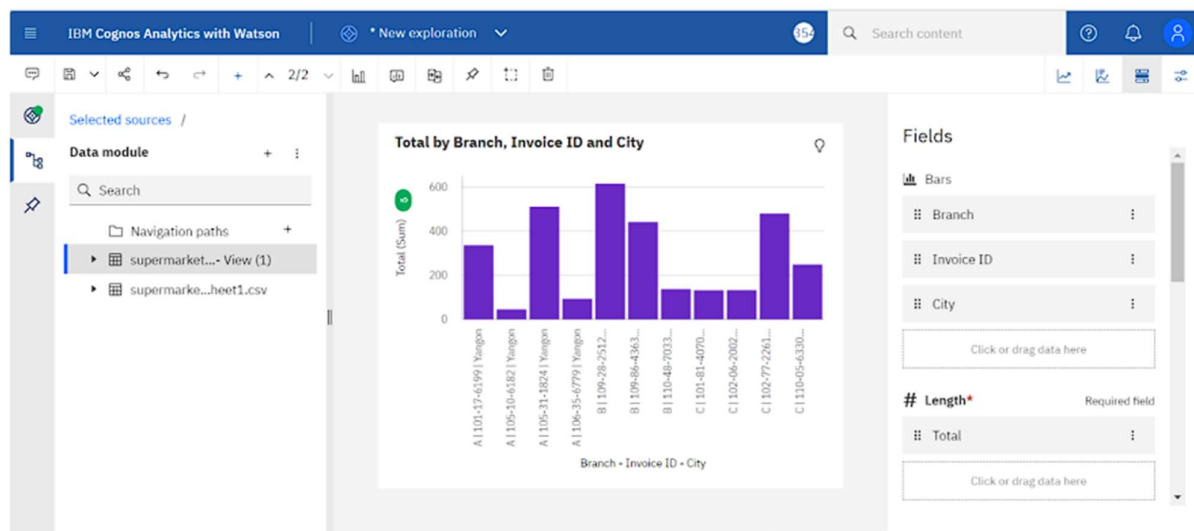 IBM Cognos Analytics with Watson
* New exploration
354
Search content
2/2
Selected sources /
Data module
Search
Navigation paths
supermarket...- View (1)
supermarke...heet1.csv
Total by Branch, Invoice ID and City
Total (Sum)
600
400
200
0
A | 101-17-6199 | Yangon
A | 105-10-6182 | Yangon
A | 105-31-1824 | Yangon
A | 106-35-6779 | Yangon
B | 109-28-2512...
B | 109-86-4363...
B | 110-48-7033...
C | 101-81-4070...
C | 102-06-2002...
C | 102-77-2261...
C | 110-05-6330...
Branch - Invoice ID - City
Fields
Bars
Branch
Invoice ID
City
Click or drag data here
# Length*
Required field
Total
Click or drag data here